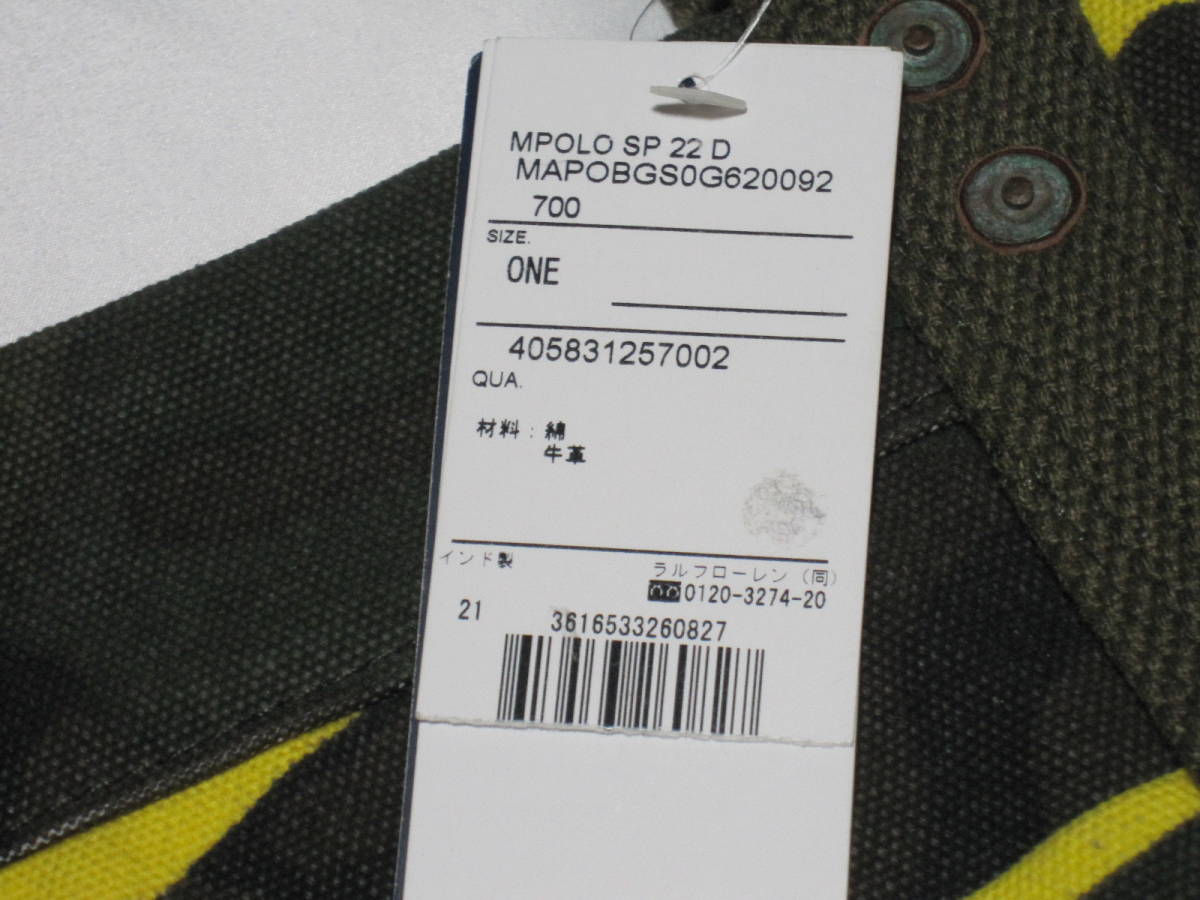 MPOLO SP 22 D
MAPOBGS0G620092
700
SIZE.
ONE
405831257002
QUA.
材料：綿
牛革
インド製
ラルフローレン（同）
0120-3274-20
21
3616533260827